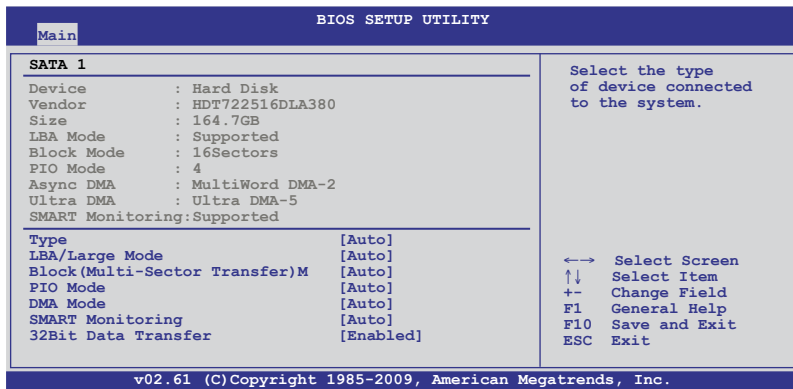 BIOS SETUP UTILITY
Main
SATA 1
Device : Hard Disk
Vendor : HDT722516DLA380
Size : 164.7GB
LBA Mode : Supported
Block Mode : 16Sectors
PIO Mode : 4
Async DMA : MultiWord DMA-2
Ultra DMA : Ultra DMA-5
SMART Monitoring:Supported
Type [Auto]
LBA/Large Mode [Auto]
Block(Multi-Sector Transfer)M [Auto]
PIO Mode [Auto]
DMA Mode [Auto]
SMART Monitoring [Auto]
32Bit Data Transfer [Enabled]
Select the type
of device connected
to the system.
←→ Select Screen
↑↓ Select Item
+- Change Field
F1 General Help
F10 Save and Exit
ESC Exit
v02.61 (C)Copyright 1985-2009, American Megatrends, Inc.